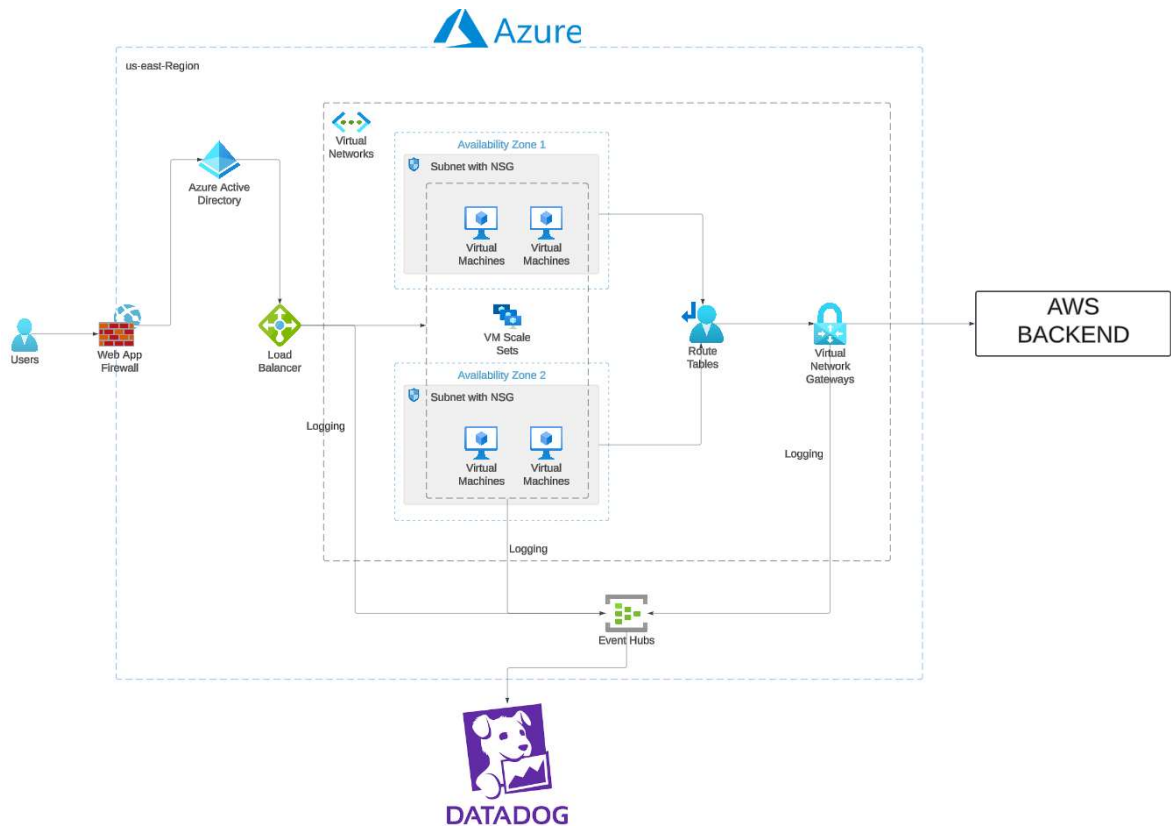 Azure
us-east-Region
Virtual
Networks
Availability Zone 1
Subnet with NSG
Azure Active
Directory
Virtual
Machines
Virtual
Machines
Users
Web App
Firewall
Load
Balancer
VM Scale
Sets
Route
Tables
Virtual
Network
Gateways
AWS
BACKEND
Availability Zone 2
Subnet with NSG
Logging
Virtual
Machines
Virtual
Machines
Logging
Logging
Event Hubs
DATADOG